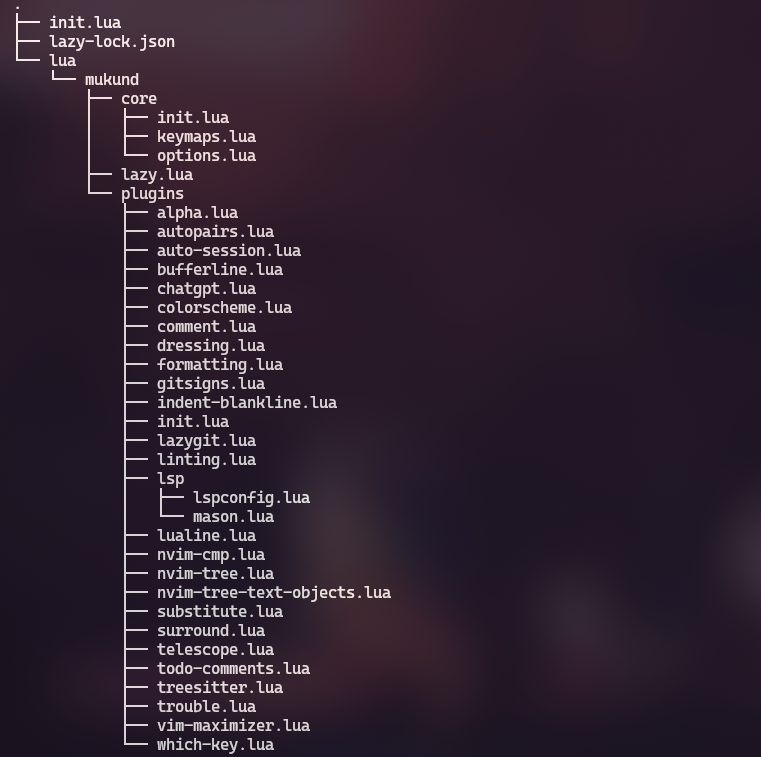 .
├── init.lua
├── lazy-lock.json
└── lua
    └── mukund
        ├── core
        │   ├── init.lua
        │   ├── keymaps.lua
        │   └── options.lua
        ├── lazy.lua
        └── plugins
            ├── alpha.lua
            ├── autopairs.lua
            ├── auto-session.lua
            ├── bufferline.lua
            ├── chatgpt.lua
            ├── colorscheme.lua
            ├── comment.lua
            ├── dressing.lua
            ├── formatting.lua
            ├── gitsigns.lua
            ├── indent-blankline.lua
            ├── init.lua
            ├── lazygit.lua
            ├── linting.lua
            ├── lsp
            │   ├── lspconfig.lua
            │   └── mason.lua
            ├── lualine.lua
            ├── nvim-cmp.lua
            ├── nvim-tree.lua
            ├── nvim-tree-text-objects.lua
            ├── substitute.lua
            ├── surround.lua
            ├── telescope.lua
            ├── todo-comments.lua
            ├── treesitter.lua
            ├── trouble.lua
            ├── vim-maximizer.lua
            └── which-key.lua